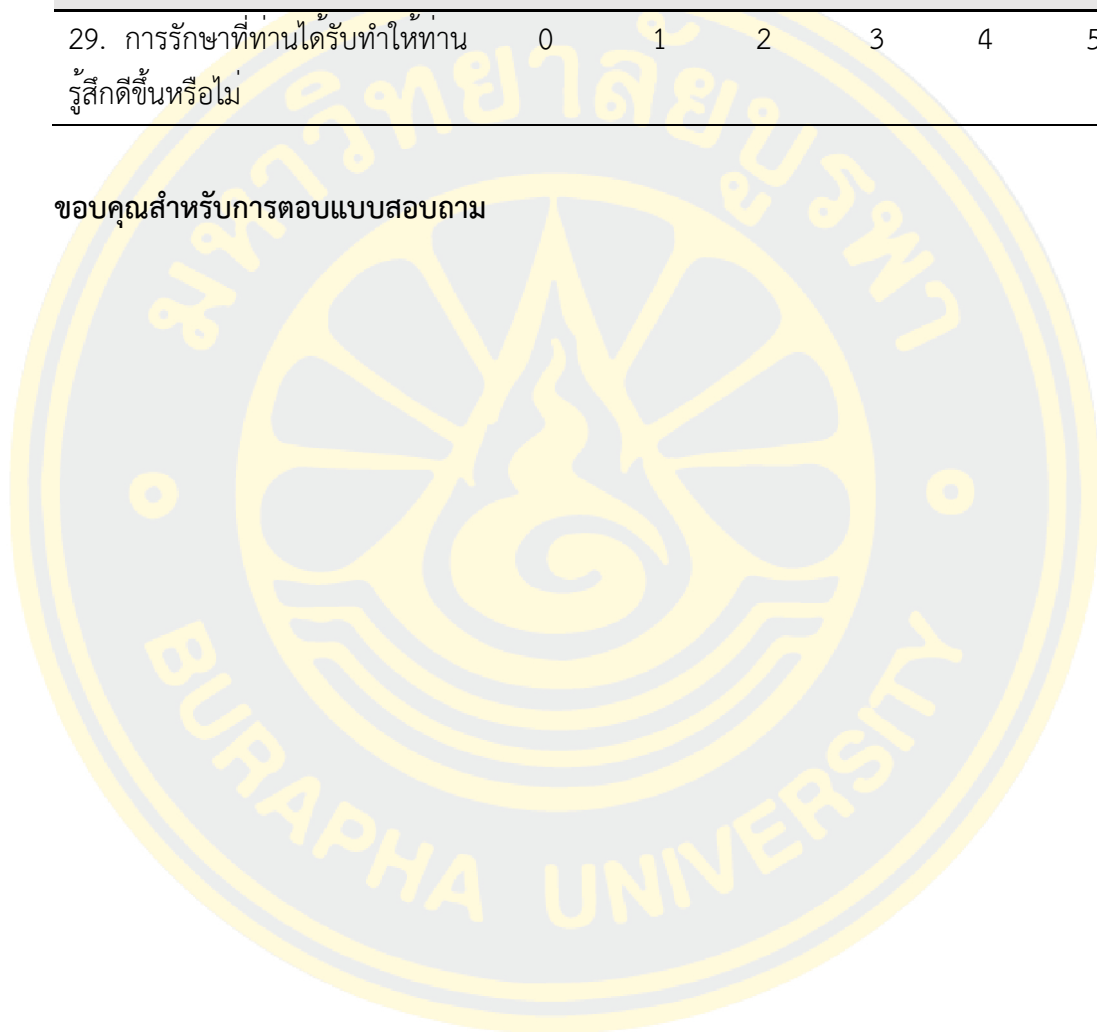 29. การรักษาที่ท่านได้รับทำให้ท่าน 0 1 2 3 4 5
รู้สึกดีขึ้นหรือไม่
ขอบคุณสำหรับการตอบแบบสอบถาม
มหาวิทยาลัยบูรพา
BURAPHA UNIVERSITY